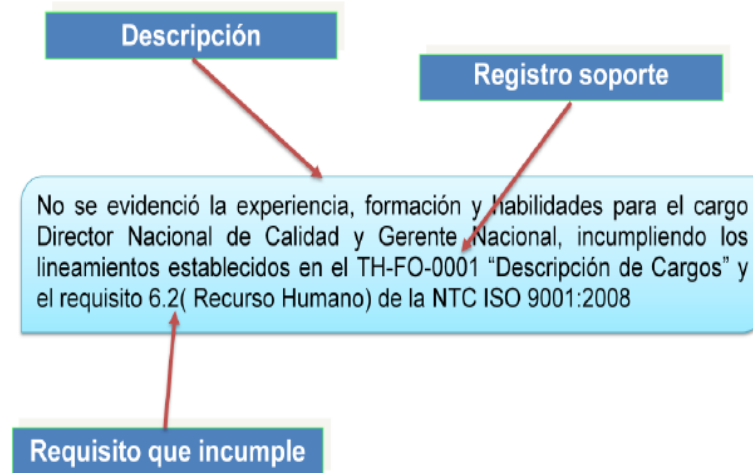 Descripción
Registro soporte
No se evidenció la experiencia, formación y habilidades para el cargo
Director Nacional de Calidad y Gerente Nacional, incumpliendo los
lineamientos establecidos en el TH-FO-0001 “Descripción de Cargos” y
el requisito 6.2( Recurso Humano) de la NTC ISO 9001:2008
Requisito que incumple